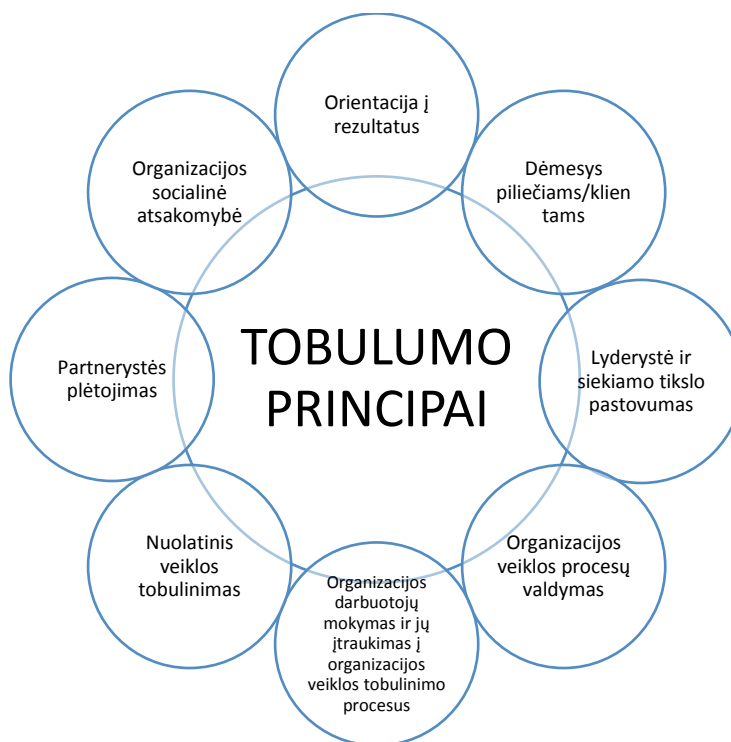 Orientacija į
rezultatus
Dėmesys
piliečiams/klien
tams
Lyderystė ir
siekiamo tikslo
pastovumas
Organizacijos
veiklos procesų
valdymas
Organizacijos
darbuotojų
mokymas ir jų
įtraukimas į
organizacijos
veiklos tobulinimo
procesus
Nuolatinis
veiklos
tobulinimas
Partnerystės
plėtojimas
Organizacijos
socialinė
atsakomybė
TOBULUMO
PRINCIPAI